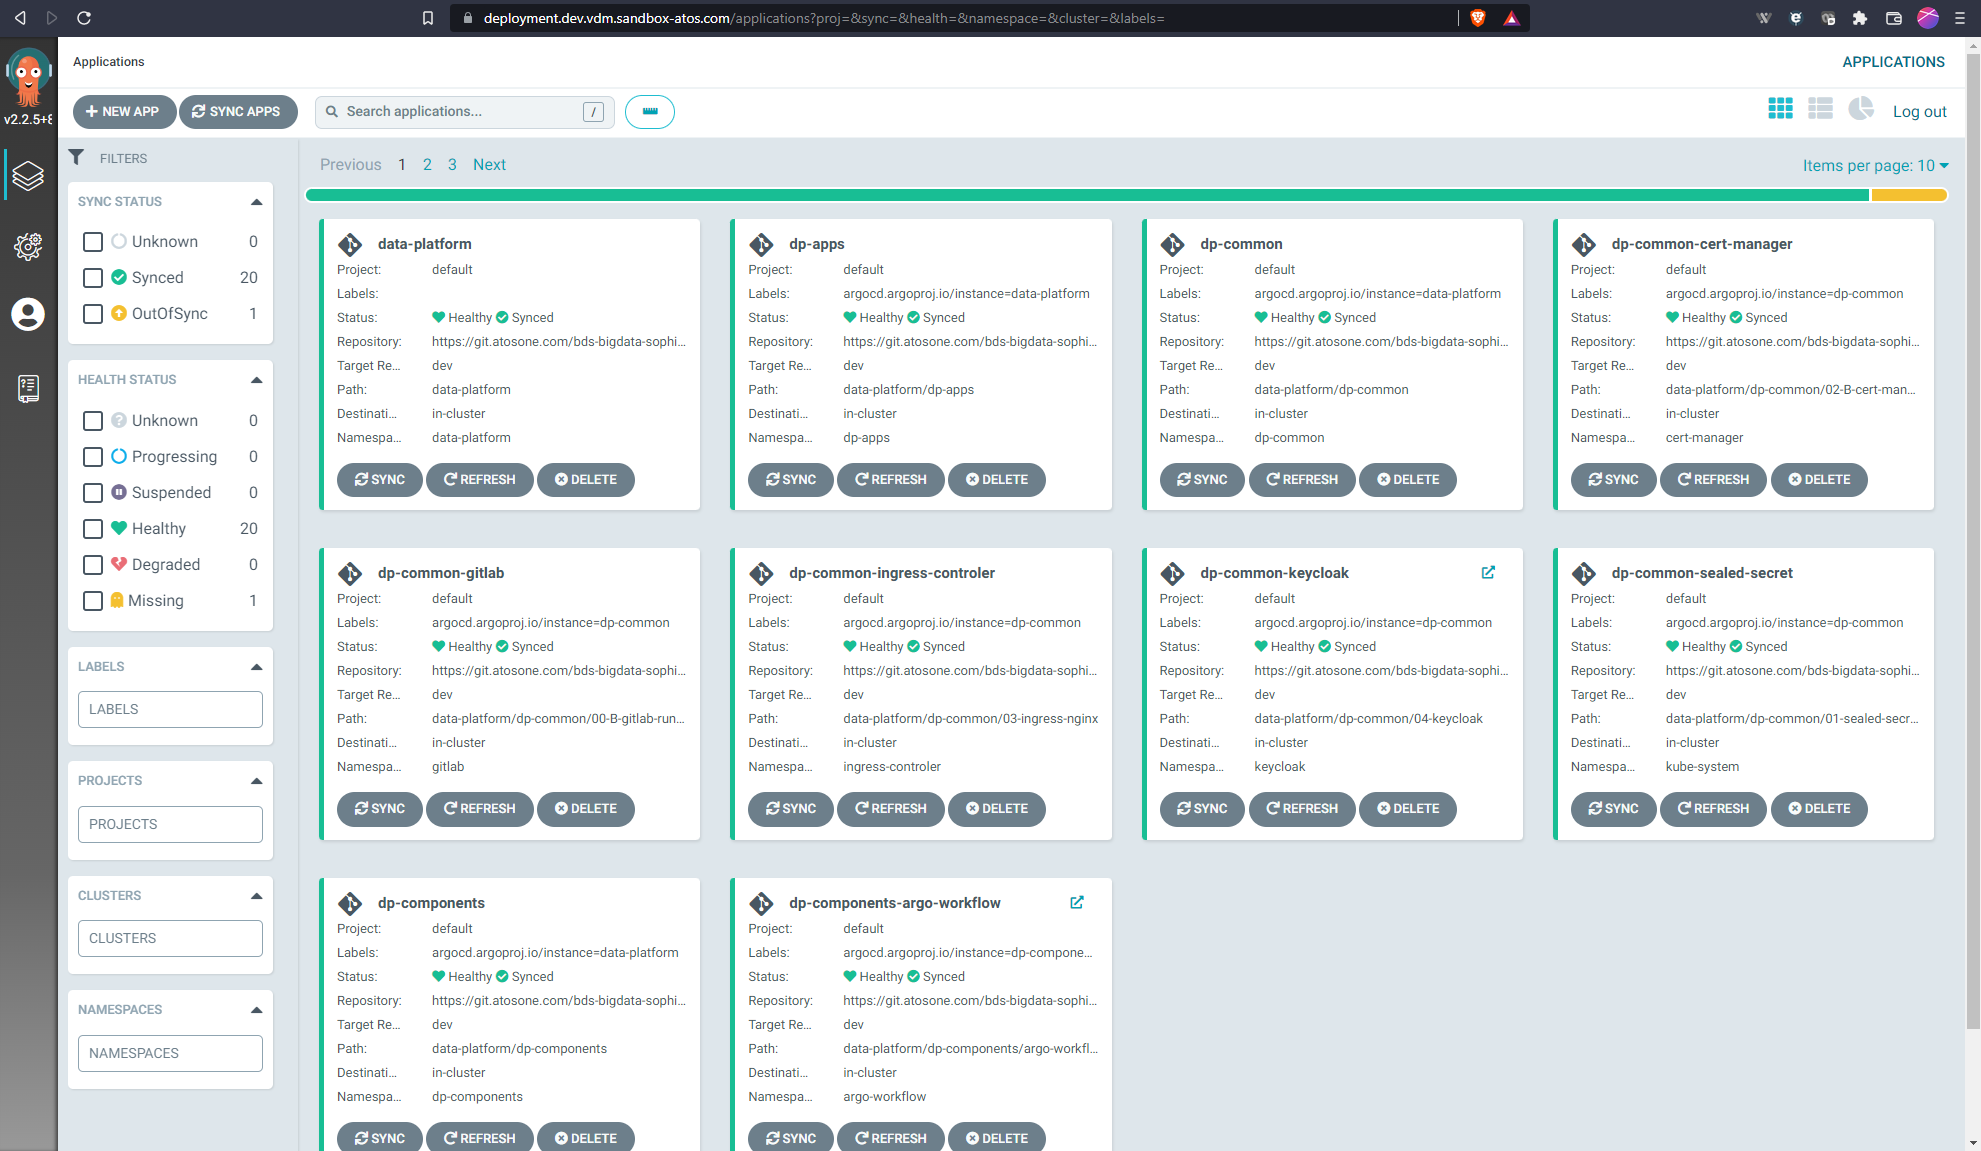 deployment.dev.vdm.sandbox-atos.com/applications?proj=&sync=&health=&namespace=&cluster=&labels=
v2.2.5+8
Applications
APPLICATIONS
NEW APP
SYNC APPS
Search applications...
/
Log out
FILTERS
SYNC STATUS
Unknown 0
Synced 20
OutOfSync 1
HEALTH STATUS
Unknown 0
Progressing 0
Suspended 0
Healthy 20
Degraded 0
Missing 1
LABELS
LABELS
PROJECTS
PROJECTS
CLUSTERS
CLUSTERS
NAMESPACES
NAMESPACES
Previous 1 2 3 Next
Items per page: 10
data-platform
Project: default
Labels:
Status: Healthy Synced
Repository: https://git.atosone.com/bds-bigdata-sophi...
Target Re... dev
Path: data-platform
Destinati... in-cluster
Namespa... data-platform
SYNC REFRESH DELETE
dp-apps
Project: default
Labels: argocd.argoproj.io/instance=data-platform
Status: Healthy Synced
Repository: https://git.atosone.com/bds-bigdata-sophi...
Target Re... dev
Path: data-platform/dp-apps
Destinati... in-cluster
Namespa... dp-apps
SYNC REFRESH DELETE
dp-common
Project: default
Labels: argocd.argoproj.io/instance=data-platform
Status: Healthy Synced
Repository: https://git.atosone.com/bds-bigdata-sophi...
Target Re... dev
Path: data-platform/dp-common
Destinati... in-cluster
Namespa... dp-common
SYNC REFRESH DELETE
dp-common-cert-manager
Project: default
Labels: argocd.argoproj.io/instance=dp-common
Status: Healthy Synced
Repository: https://git.atosone.com/bds-bigdata-sophi...
Target Re... dev
Path: data-platform/dp-common/02-B-cert-man...
Destinati... in-cluster
Namespa... cert-manager
SYNC REFRESH DELETE
dp-common-gitlab
Project: default
Labels: argocd.argoproj.io/instance=dp-common
Status: Healthy Synced
Repository: https://git.atosone.com/bds-bigdata-sophi...
Target Re... dev
Path: data-platform/dp-common/00-B-gitlab-run...
Destinati... in-cluster
Namespa... gitlab
SYNC REFRESH DELETE
dp-common-ingress-controler
Project: default
Labels: argocd.argoproj.io/instance=dp-common
Status: Healthy Synced
Repository: https://git.atosone.com/bds-bigdata-sophi...
Target Re... dev
Path: data-platform/dp-common/03-ingress-nginx
Destinati... in-cluster
Namespa... ingress-controler
SYNC REFRESH DELETE
dp-common-keycloak
Project: default
Labels: argocd.argoproj.io/instance=dp-common
Status: Healthy Synced
Repository: https://git.atosone.com/bds-bigdata-sophi...
Target Re... dev
Path: data-platform/dp-common/04-keycloak
Destinati... in-cluster
Namespa... keycloak
SYNC REFRESH DELETE
dp-common-sealed-secret
Project: default
Labels: argocd.argoproj.io/instance=dp-common
Status: Healthy Synced
Repository: https://git.atosone.com/bds-bigdata-sophi...
Target Re... dev
Path: data-platform/dp-common/01-sealed-secr...
Destinati... in-cluster
Namespa... kube-system
SYNC REFRESH DELETE
dp-components
Project: default
Labels: argocd.argoproj.io/instance=data-platform
Status: Healthy Synced
Repository: https://git.atosone.com/bds-bigdata-sophi...
Target Re... dev
Path: data-platform/dp-components
Destinati... in-cluster
Namespa... dp-components
SYNC REFRESH DELETE
dp-components-argo-workflow
Project: default
Labels: argocd.argoproj.io/instance=dp-compone...
Status: Healthy Synced
Repository: https://git.atosone.com/bds-bigdata-sophi...
Target Re... dev
Path: data-platform/dp-components/argo-workfl...
Destinati... in-cluster
Namespa... argo-workflow
SYNC REFRESH DELETE